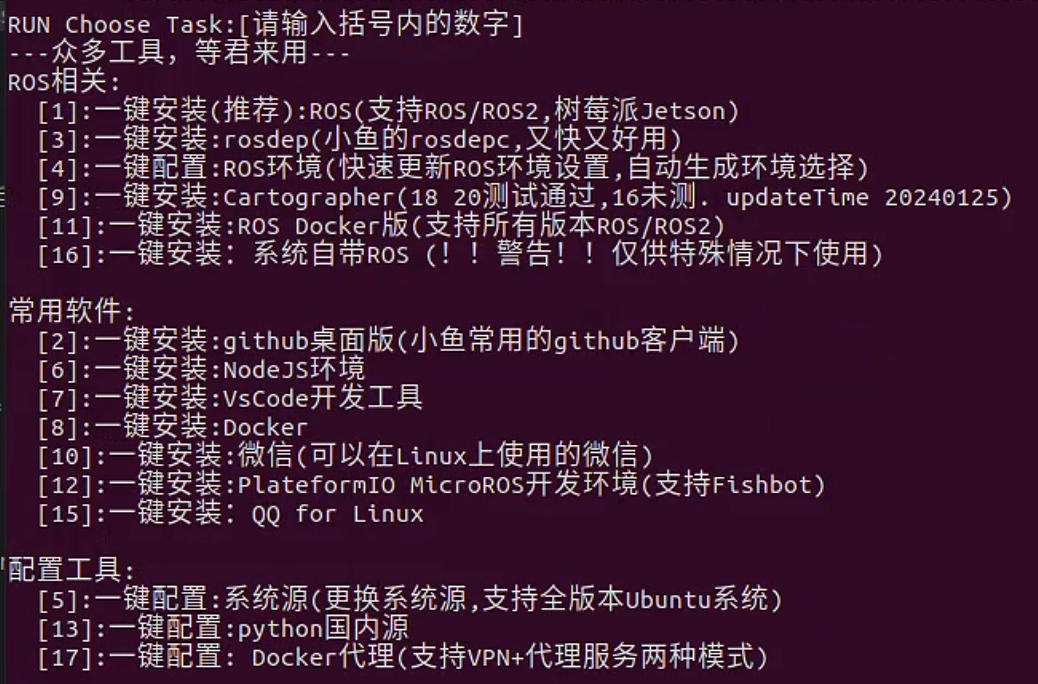 RUN Choose Task:[请输入括号内的数字]
---众多工具，等君来用---
ROS相关:
[1]:一键安装(推荐):ROS(支持ROS/ROS2,树莓派Jetson)
[3]:一键安装:rosdep(小鱼的rosdepc,又快又好用)
[4]:一键配置:ROS环境(快速更新ROS环境设置,自动生成环境选择)
[9]:一键安装:Cartographer(18 20测试通过,16未测. updateTime 20240125)
[11]:一键安装:ROS Docker版(支持所有版本ROS/ROS2)
[16]:一键安装：系统自带ROS (！！警告！！仅供特殊情况下使用)
常用软件:
[2]:一键安装:github桌面版(小鱼常用的github客户端)
[6]:一键安装:NodeJS环境
[7]:一键安装:VsCode开发工具
[8]:一键安装:Docker
[10]:一键安装:微信(可以在Linux上使用的微信)
[12]:一键安装:PlateformIO MicroROS开发环境(支持Fishbot)
[15]:一键安装：QQ for Linux
配置工具:
[5]:一键配置:系统源(更换系统源,支持全版本Ubuntu系统)
[13]:一键配置:python国内源
[17]:一键配置: Docker代理(支持VPN+代理服务两种模式)